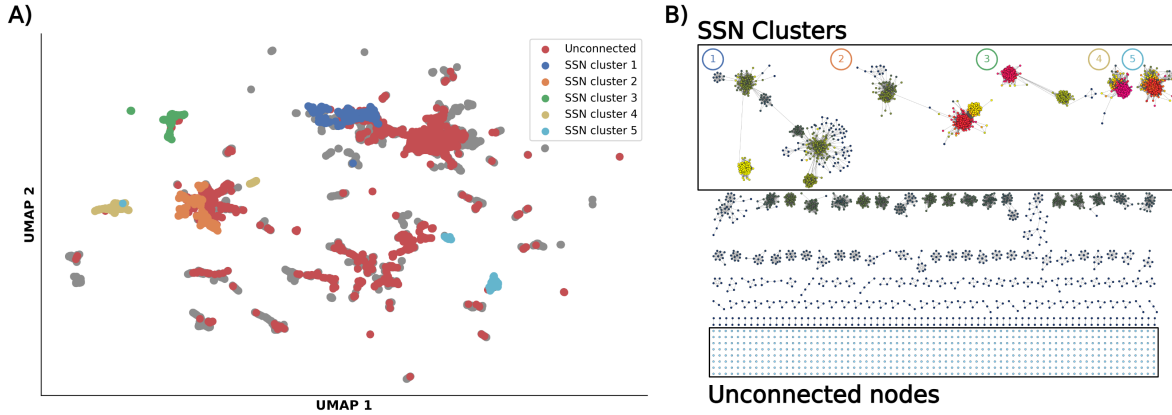 A)
UMAP 2
Unconnected
SSN cluster 1
SSN cluster 2
SSN cluster 3
SSN cluster 4
SSN cluster 5
UMAP 1
B)
SSN Clusters
1 2 3 4 5
Unconnected nodes